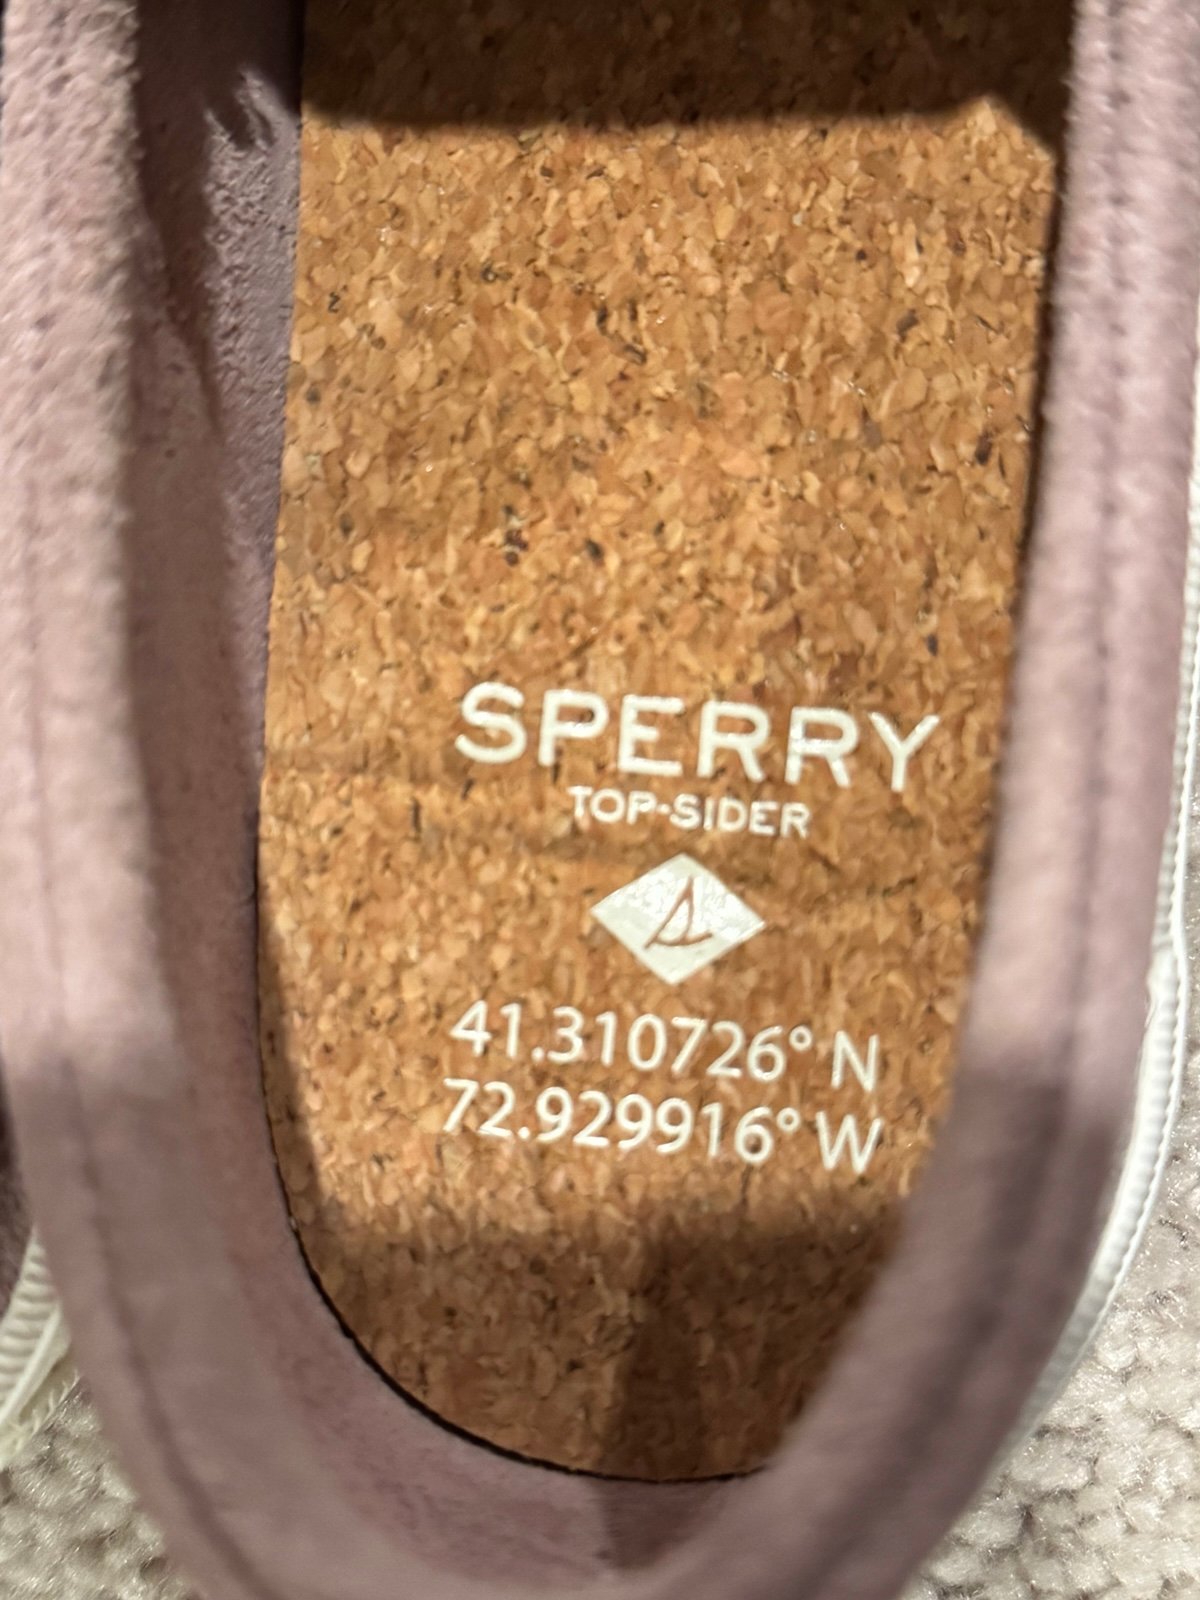 SPERRY
TOP-SIDER
41.310726° N
72.929916° W